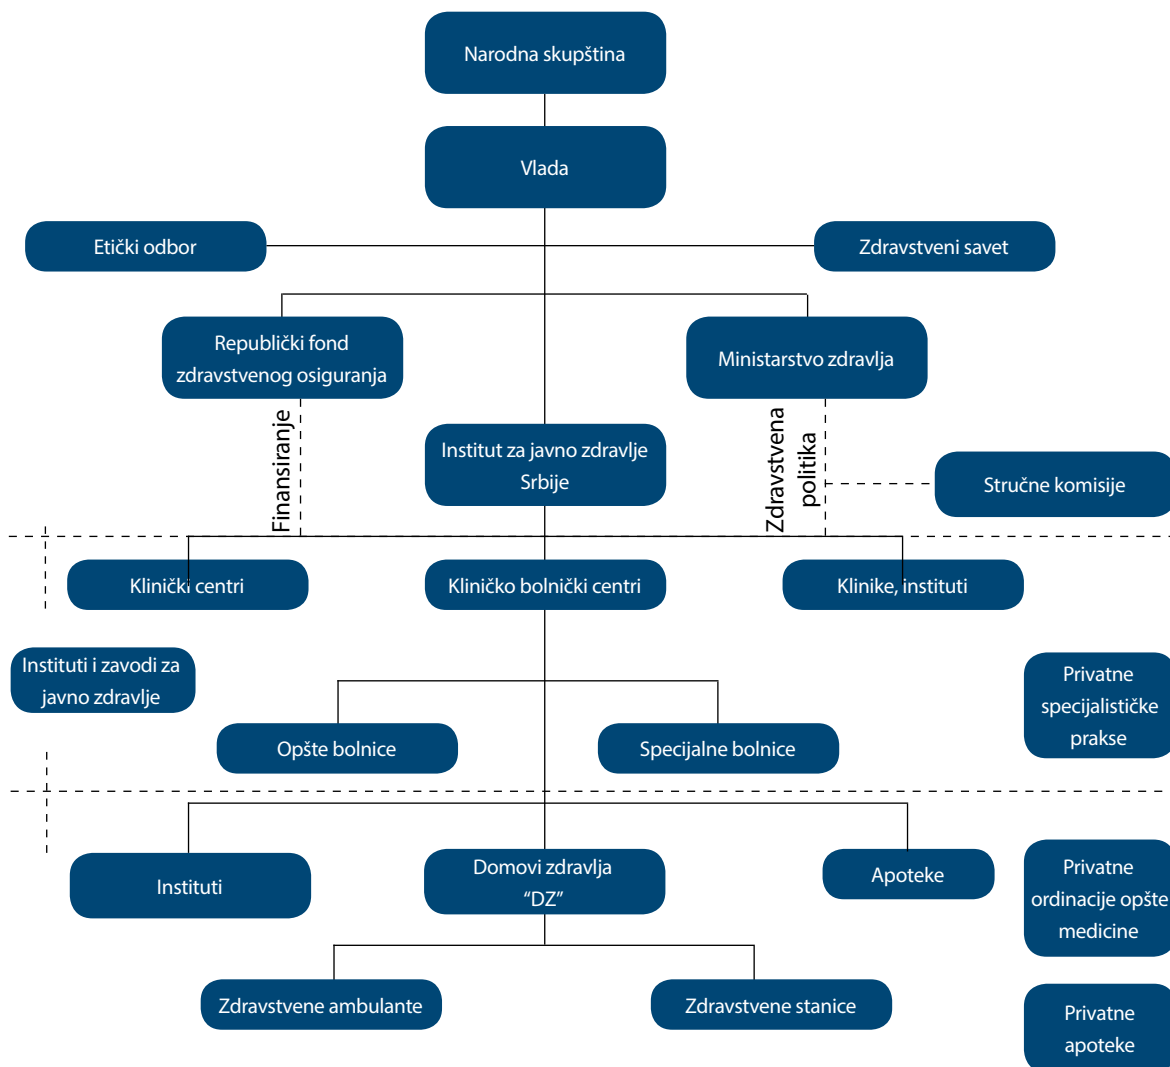 Narodna skupština
Vlada
Etički odbor
Zdravstveni savet
Republički fond
zdravstvenog osiguranja
Ministarstvo zdravlja
Finansiranje
Institut za javno zdravlje
Srbije
Zdravstvena
politika
Stručne komisije
Klinički centri
Kliničko bolnički centri
Klinike, instituti
Instituti i zavodi za
javno zdravlje
Privatne
specijalističke
prakse
Opšte bolnice
Specijalne bolnice
Instituti
Domovi zdravlja
“DZ”
Apoteke
Privatne
ordinacije opšte
medicine
Zdravstvene ambulante
Zdravstvene stanice
Privatne
apoteke